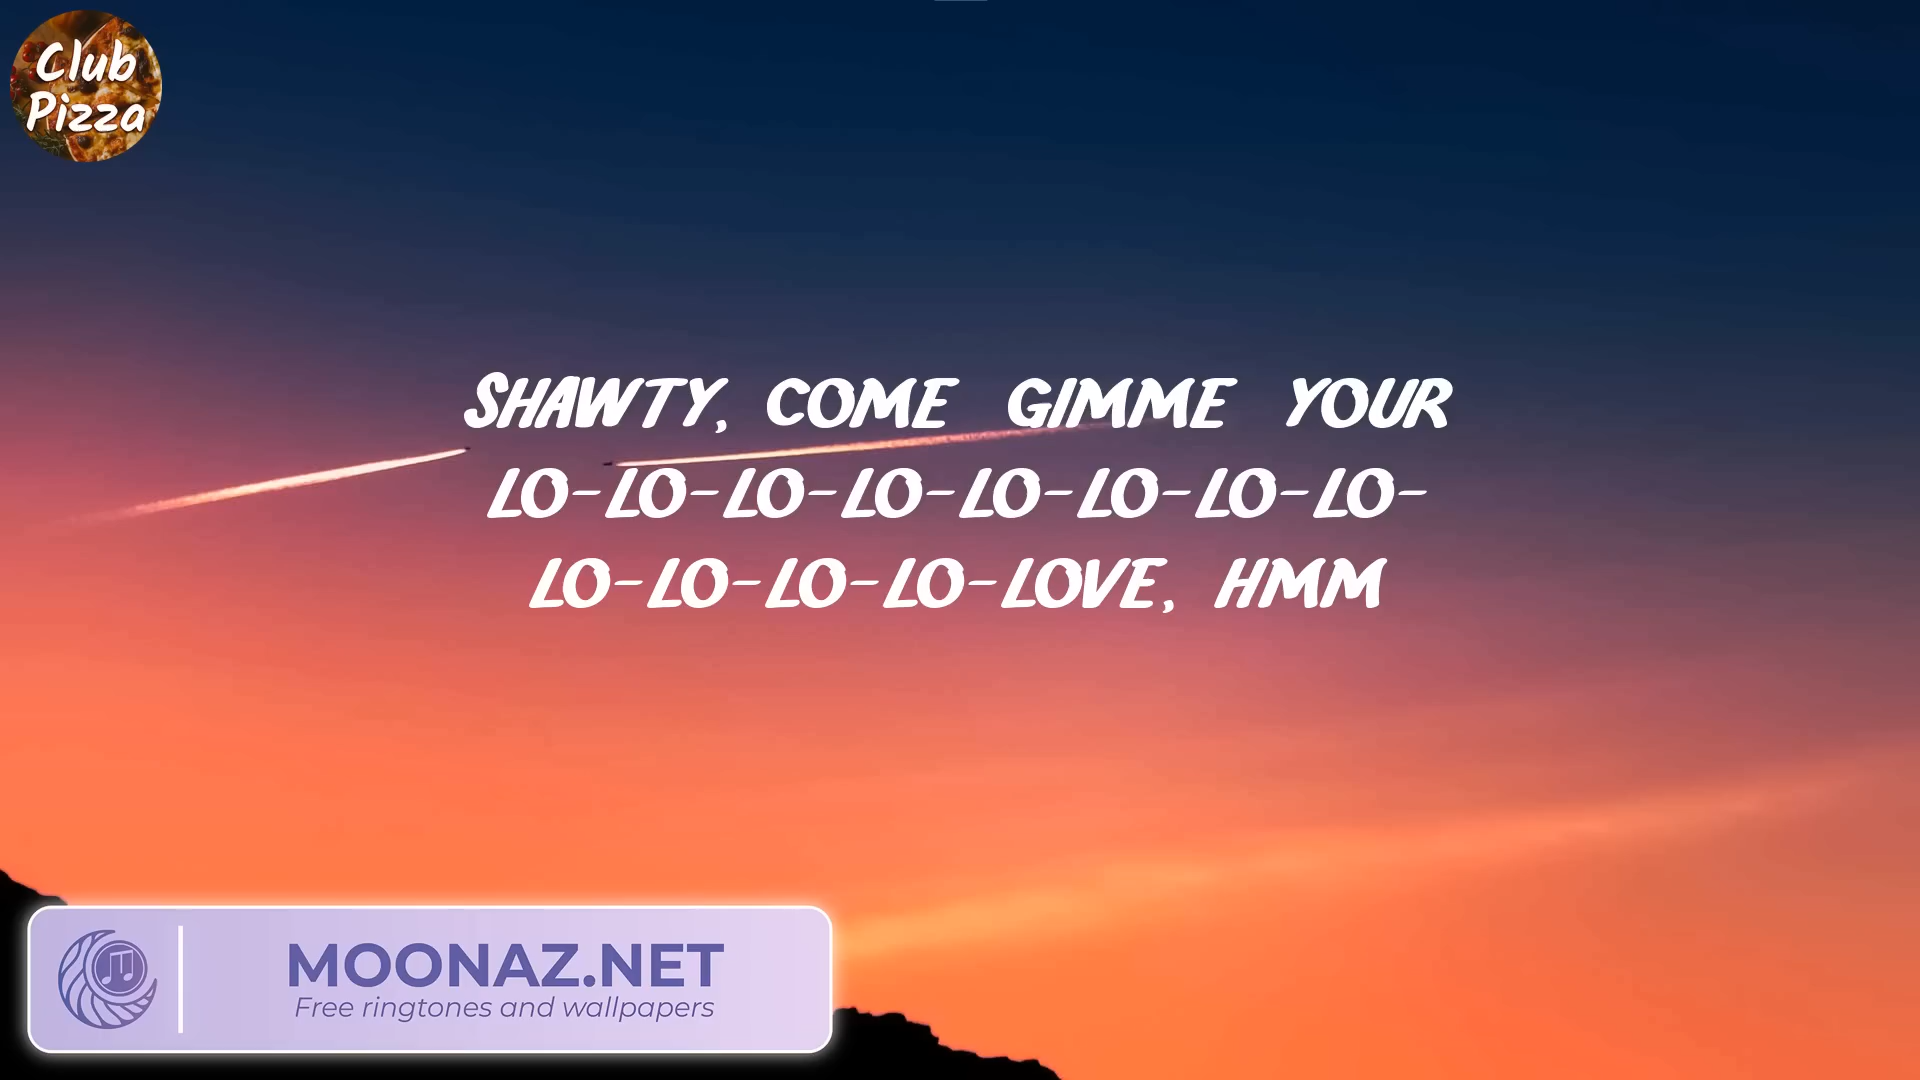 Club
Pizza
SHAWTY, COME GIMME YOUR
LO-LO-LO-LO-LO-LO-LO-LO-
LO-LO-LO-LO-LOVE, HMM
MOONAZ.NET
Free ringtones and wallpapers